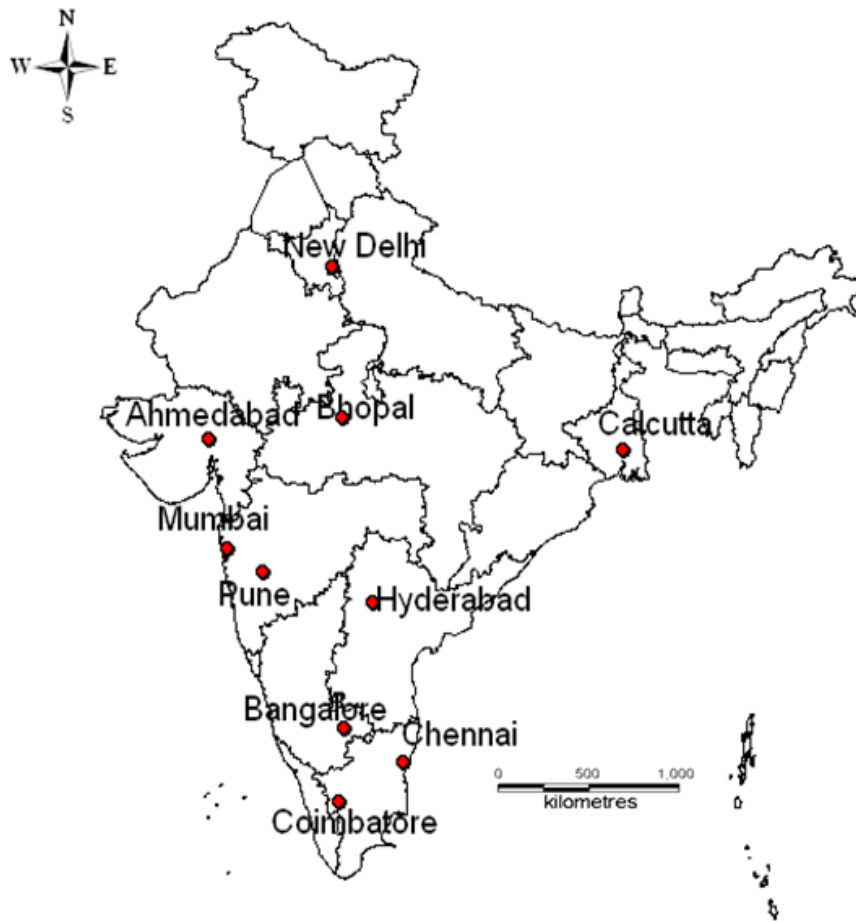 N
W E
S
New Delhi
Ahmedabad Bhopal
Calcutta
Mumbai
Pune
Hyderabad
Bangalore
Chennai
0 500 1,000
kilometres
Coimbatore